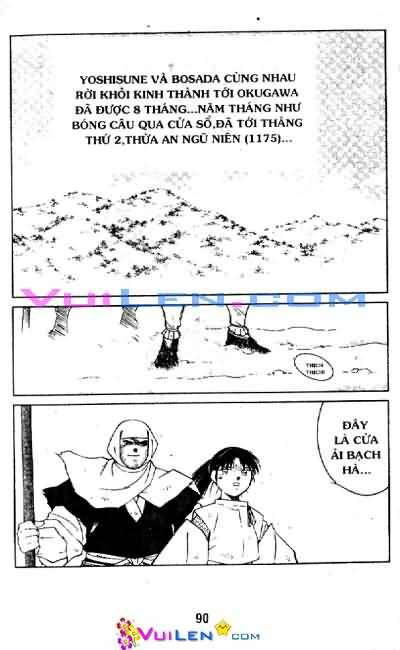 YOSHISUNE VÀ BOSADA CÙNG NHAU
RỜI KHỎI KINH THÀNH TỚI OKUGAWA
ĐÃ ĐƯỢC 8 THÁNG...NĂM THÁNG NHƯ
BÓNG CÂU QUA CỬA SỔ,ĐÃ TỚI THÁNG
THỨ 2,THỪA AN NGŨ NIÊN (1175)...
VUILEN.COM
THỊCH
THỊCH
ĐÂY
LÀ CỬA
ẢI BẠCH
HÀ...
90
VUILEN.COM